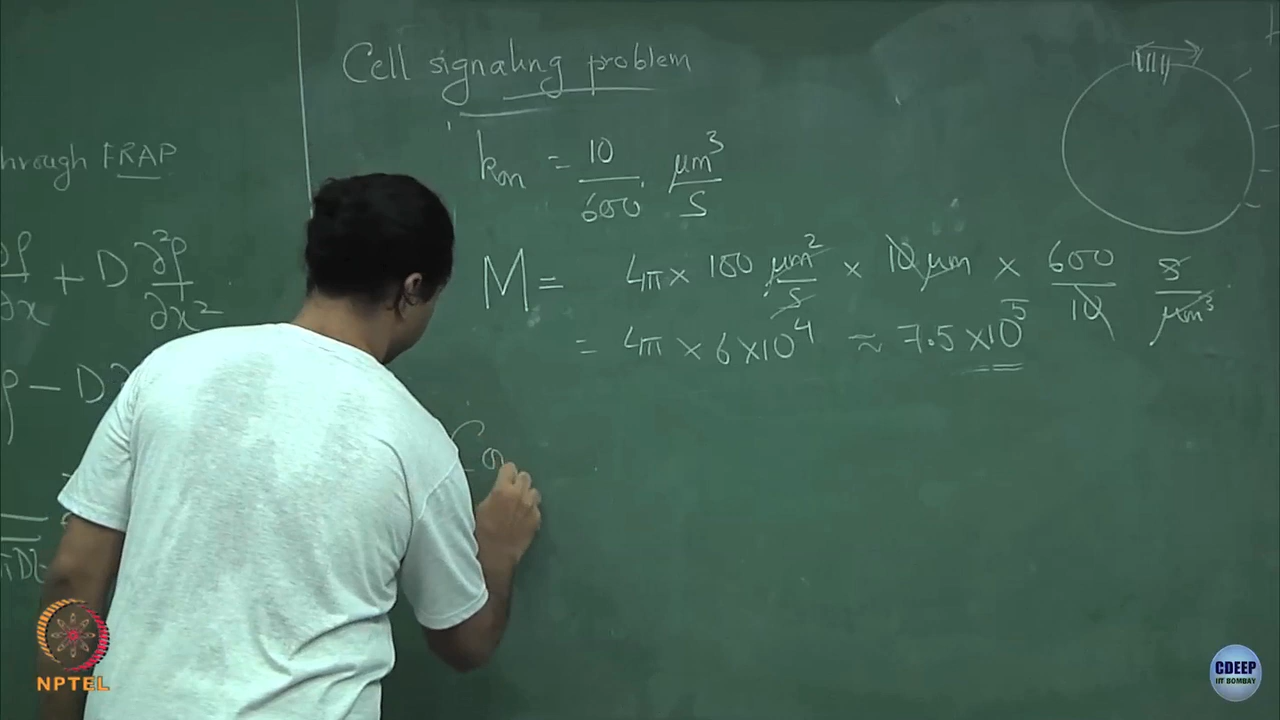 Cell signaling problem
through FRAP
k_on = 10/600 μm³/s
∂ρ/∂x + D ∂²ρ/∂x²
M = 4π × 100 μm²/s × 10 μm × 600/10 s/μm³
= 4π × 6 × 10⁴ ≈ 7.5 × 10⁵
ρ - D
Co
NPTEL
CDEEP
IIT BOMBAY